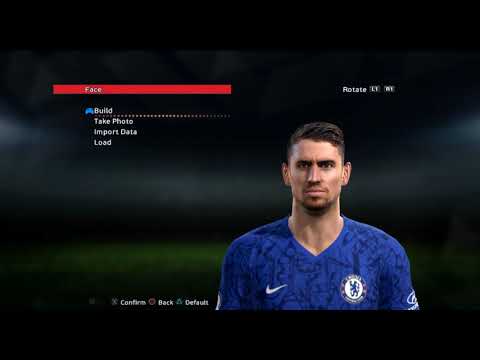 Face
Rotate L1 R1
Build
Take Photo
Import Data
Load
Confirm Back Default